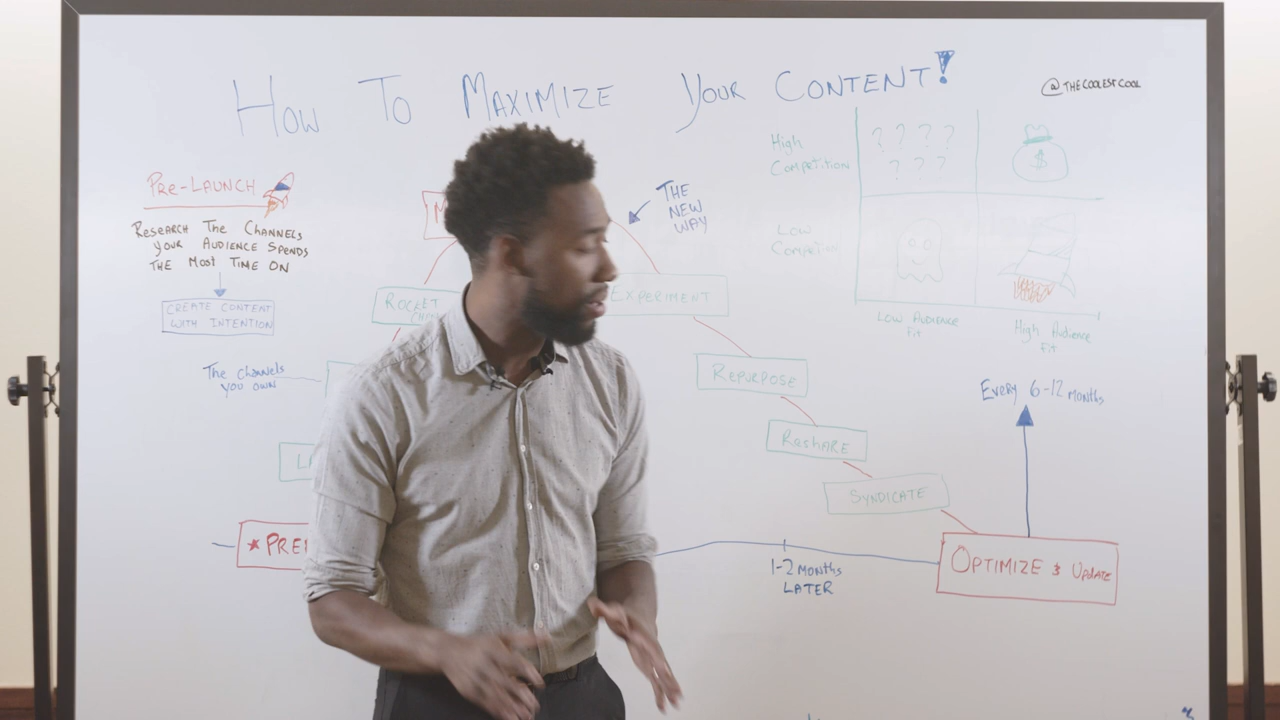 HOW TO MAXIMIZE YOUR CONTENT!
@THECOOLESTCOOL
PRE-LAUNCH
RESEARCH THE CHANNELS
YOUR AUDIENCE SPENDS
THE MOST TIME ON
CREATE CONTENT
WITH INTENTION
The channels
you own
ROCKET
THE
NEW
WAY
EXPERIMENT
REPURPOSE
RESHARE
SYNDICATE
OPTIMIZE & UPDATE
1-2 MONTHS
LATER
Every 6-12 MONTHS
High
Competition
? ? ? ?
? ? ?
$
Low
Competition
Low Audience
Fit
High Audience
Fit